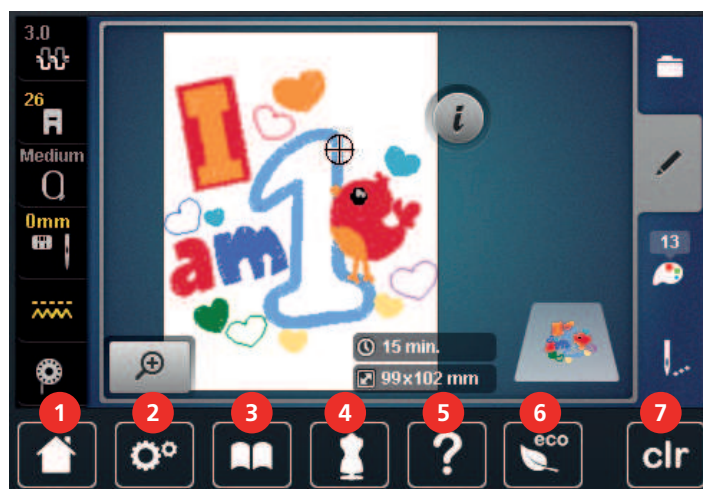 3.0
26
Medium
0mm
I
am 1
i
13
15 min.
99x102 mm
1 2 3 4 5 6 7
? eco clr